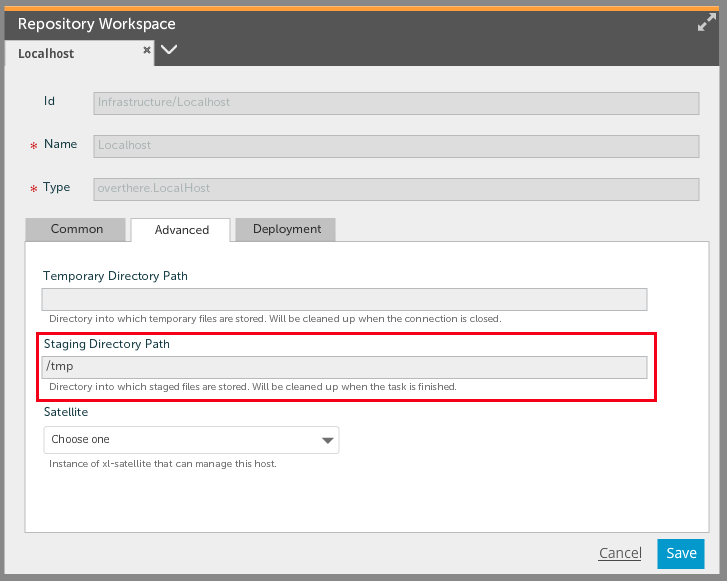 Repository Workspace
Localhost
Id
Infrastructure/Localhost
* Name
Localhost
* Type
overthere.LocalHost
Common
Advanced
Deployment
Temporary Directory Path
Directory into which temporary files are stored. Will be cleaned up when the connection is closed.
Staging Directory Path
/tmp
Directory into which staged files are stored. Will be cleaned up when the task is finished.
Satellite
Choose one
Instance of xl-satellite that can manage this host.
Cancel
Save